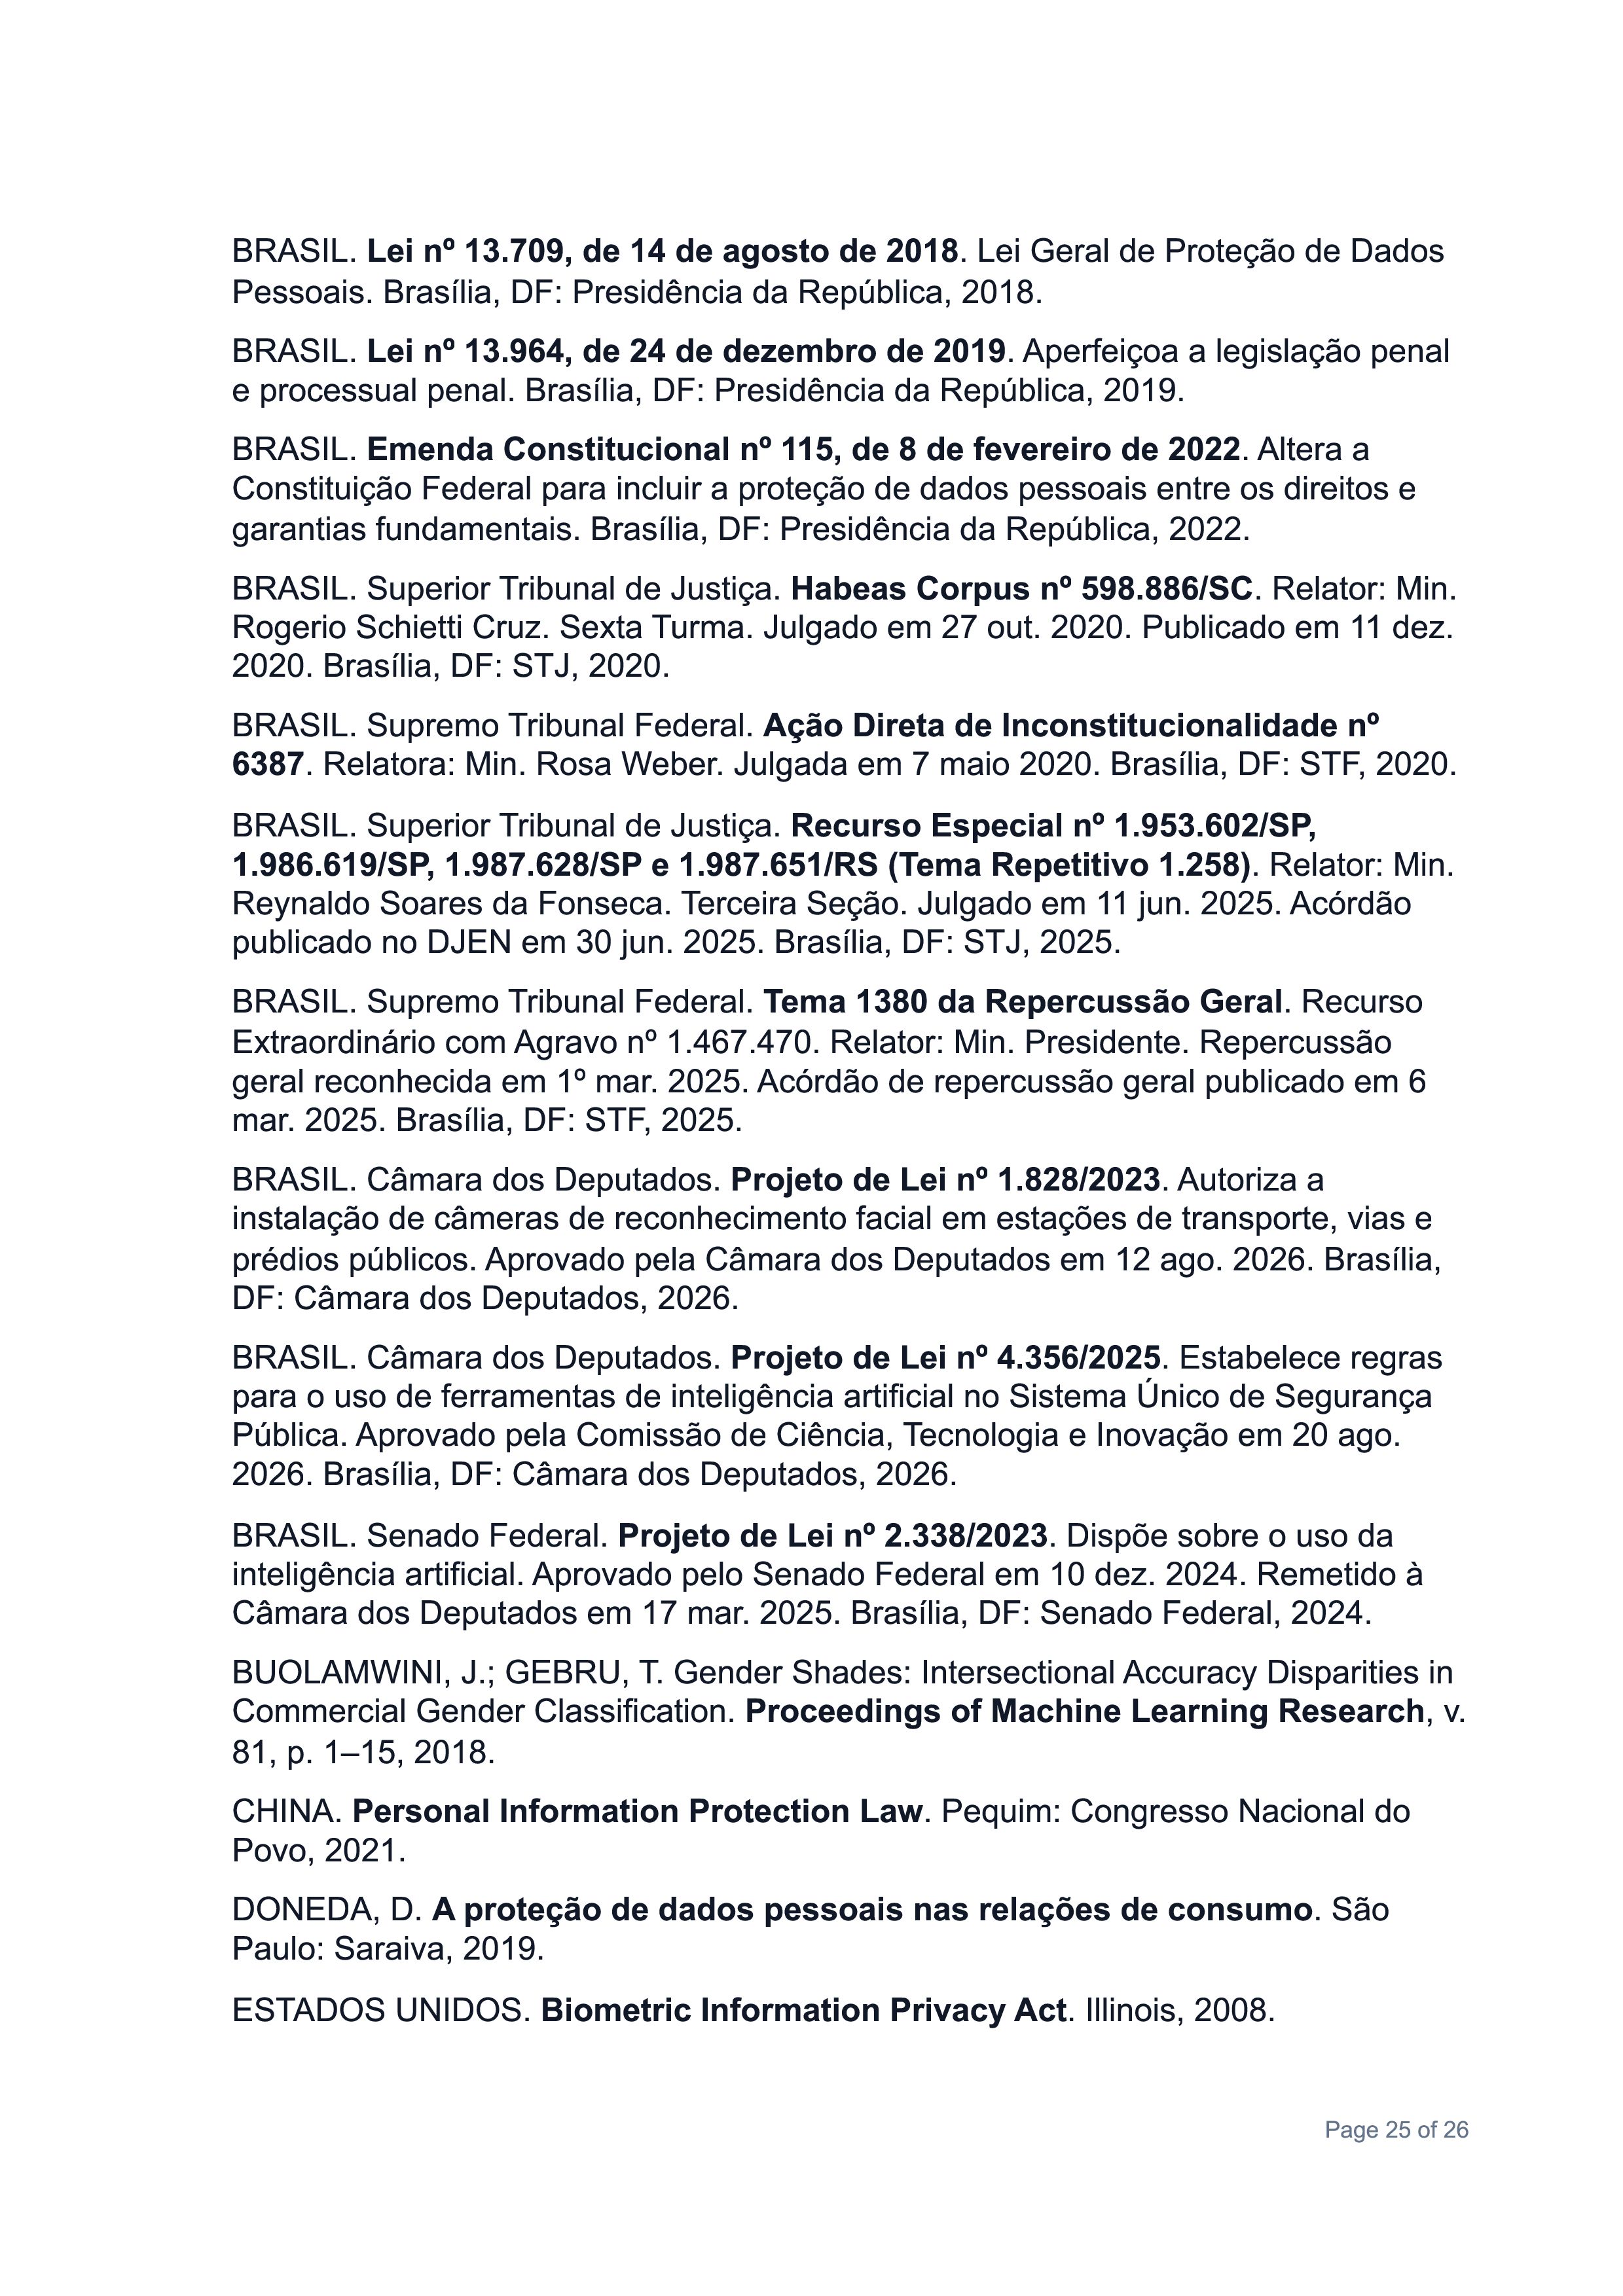 BRASIL. Lei nº 13.709, de 14 de agosto de 2018. Lei Geral de Proteção de Dados
Pessoais. Brasília, DF: Presidência da República, 2018.
BRASIL. Lei nº 13.964, de 24 de dezembro de 2019. Aperfeiçoa a legislação penal
e processual penal. Brasília, DF: Presidência da República, 2019.
BRASIL. Emenda Constitucional nº 115, de 8 de fevereiro de 2022. Altera a
Constituição Federal para incluir a proteção de dados pessoais entre os direitos e
garantias fundamentais. Brasília, DF: Presidência da República, 2022.
BRASIL. Superior Tribunal de Justiça. Habeas Corpus nº 598.886/SC. Relator: Min.
Rogerio Schietti Cruz. Sexta Turma. Julgado em 27 out. 2020. Publicado em 11 dez.
2020. Brasília, DF: STJ, 2020.
BRASIL. Supremo Tribunal Federal. Ação Direta de Inconstitucionalidade nº
6387. Relatora: Min. Rosa Weber. Julgada em 7 maio 2020. Brasília, DF: STF, 2020.
BRASIL. Superior Tribunal de Justiça. Recurso Especial nº 1.953.602/SP,
1.986.619/SP, 1.987.628/SP e 1.987.651/RS (Tema Repetitivo 1.258). Relator: Min.
Reynaldo Soares da Fonseca. Terceira Seção. Julgado em 11 jun. 2025. Acórdão
publicado no DJEN em 30 jun. 2025. Brasília, DF: STJ, 2025.
BRASIL. Supremo Tribunal Federal. Tema 1380 da Repercussão Geral. Recurso
Extraordinário com Agravo nº 1.467.470. Relator: Min. Presidente. Repercussão
geral reconhecida em 1º mar. 2025. Acórdão de repercussão geral publicado em 6
mar. 2025. Brasília, DF: STF, 2025.
BRASIL. Câmara dos Deputados. Projeto de Lei nº 1.828/2023. Autoriza a
instalação de câmeras de reconhecimento facial em estações de transporte, vias e
prédios públicos. Aprovado pela Câmara dos Deputados em 12 ago. 2026. Brasília,
DF: Câmara dos Deputados, 2026.
BRASIL. Câmara dos Deputados. Projeto de Lei nº 4.356/2025. Estabelece regras
para o uso de ferramentas de inteligência artificial no Sistema Único de Segurança
Pública. Aprovado pela Comissão de Ciência, Tecnologia e Inovação em 20 ago.
2026. Brasília, DF: Câmara dos Deputados, 2026.
BRASIL. Senado Federal. Projeto de Lei nº 2.338/2023. Dispõe sobre o uso da
inteligência artificial. Aprovado pelo Senado Federal em 10 dez. 2024. Remetido à
Câmara dos Deputados em 17 mar. 2025. Brasília, DF: Senado Federal, 2024.
BUOLAMWINI, J.; GEBRU, T. Gender Shades: Intersectional Accuracy Disparities in
Commercial Gender Classification. Proceedings of Machine Learning Research, v.
81, p. 1–15, 2018.
CHINA. Personal Information Protection Law. Pequim: Congresso Nacional do
Povo, 2021.
DONEDA, D. A proteção de dados pessoais nas relações de consumo. São
Paulo: Saraiva, 2019.
ESTADOS UNIDOS. Biometric Information Privacy Act. Illinois, 2008.
Page 25 of 26